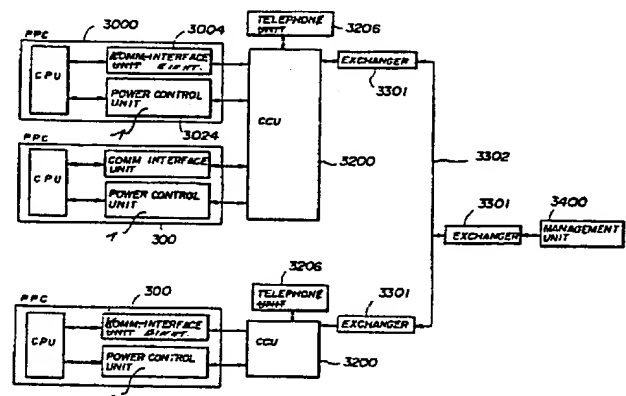 TELEPHONE
UNIT
3206
PPC
3000
3004
CPU
KOMM-INTERFACE
UNIT
EXCHANGER
3301
POWER CONTROL
UNIT
3024
CCU
3200
3302
PPC
CPU
COMM INTERFACE
UNIT
POWER CONTROL
UNIT
300
3301
3400
EXCHANGER
MANAGEMENT
UNIT
3206
PPC
300
TELEPHONE
UNIT
3301
CPU
KOMM-INTERFACE
UNIT
EXCHANGER
POWER CONTROL
UNIT
CCU
3200